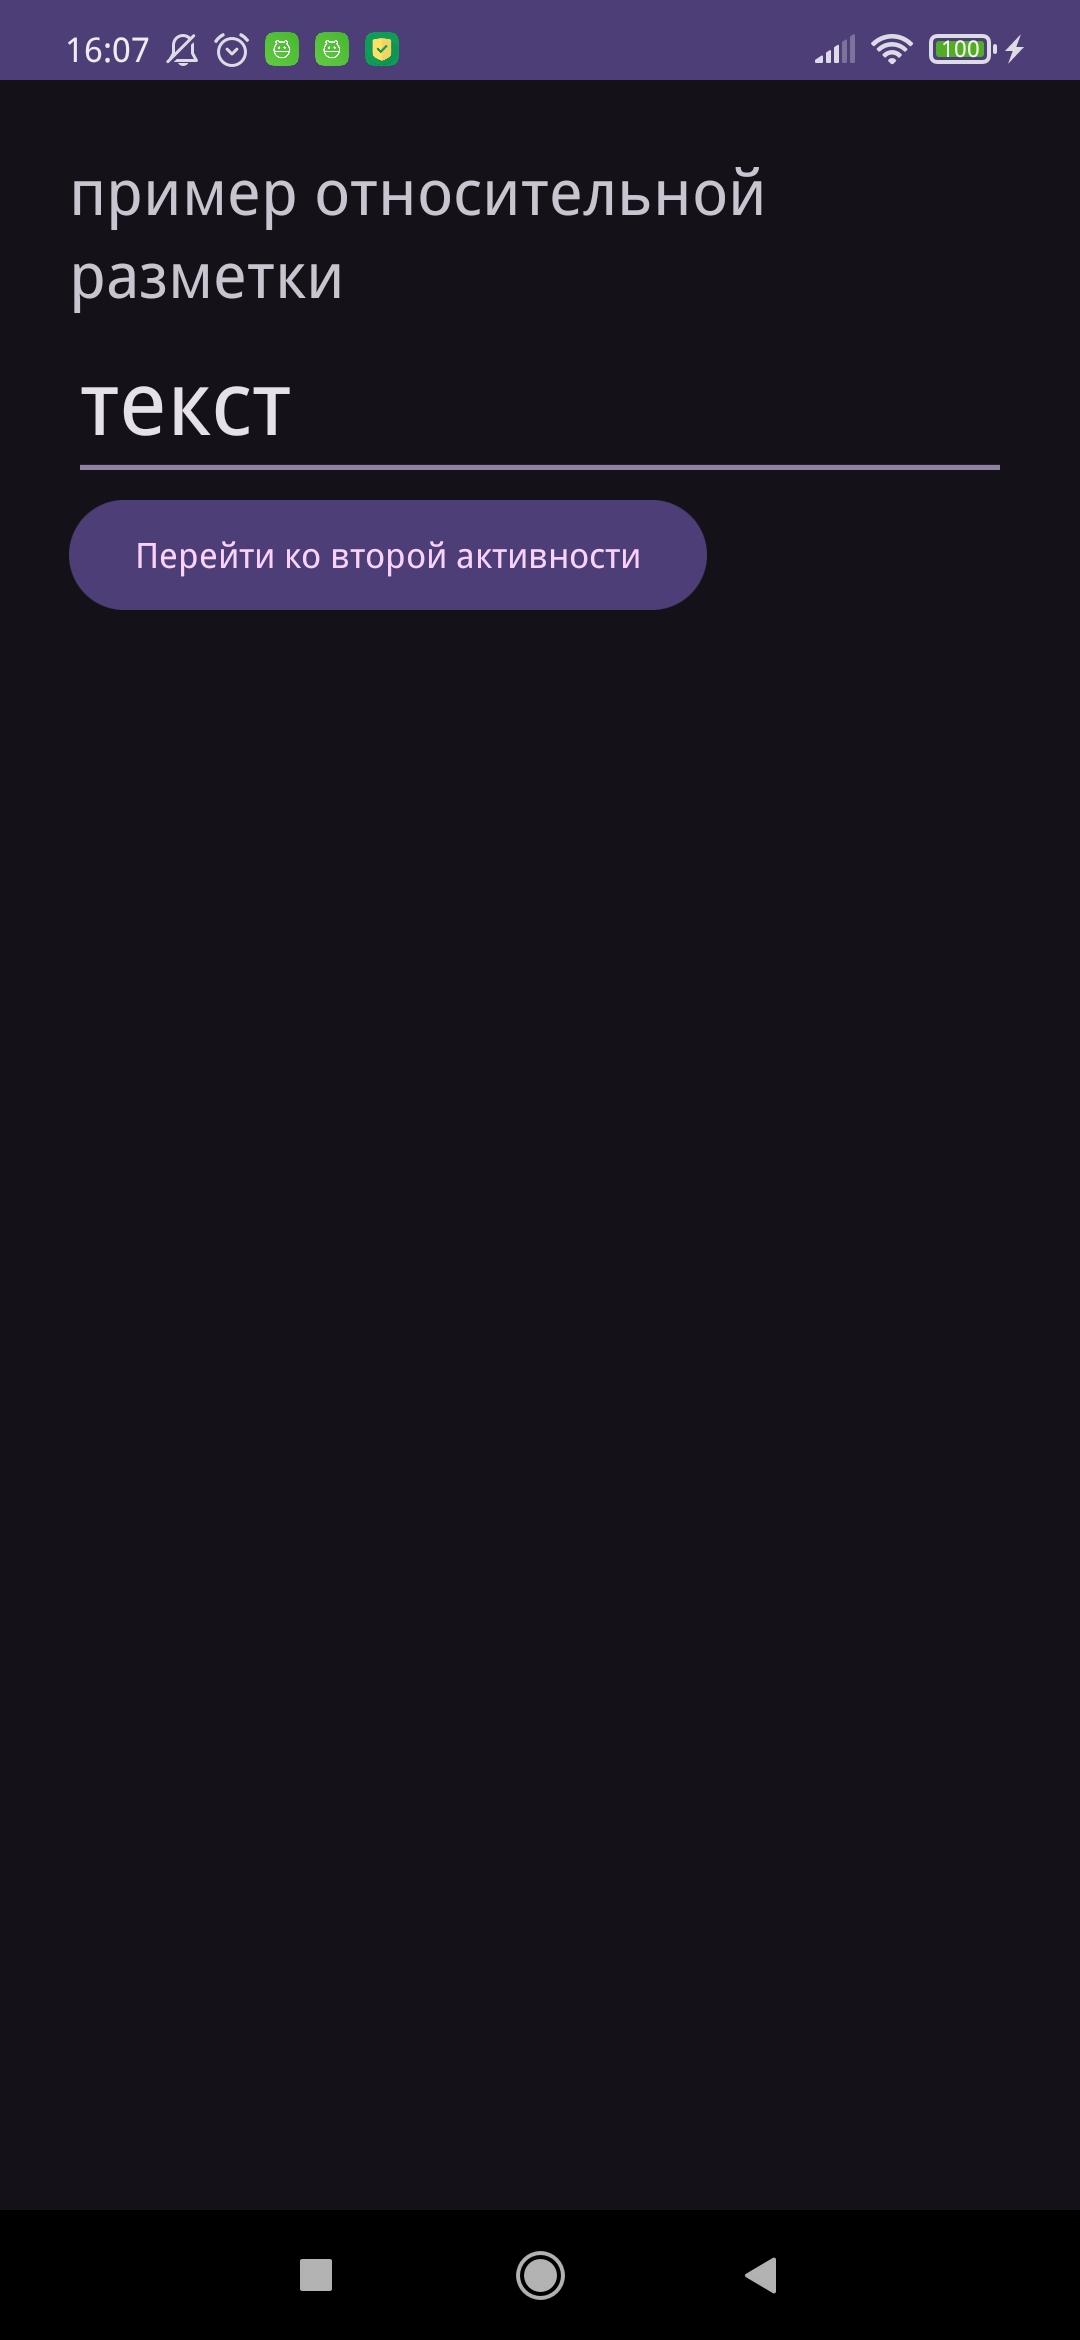 16:07 100
пример относительной
разметки
текст
Перейти ко второй активности